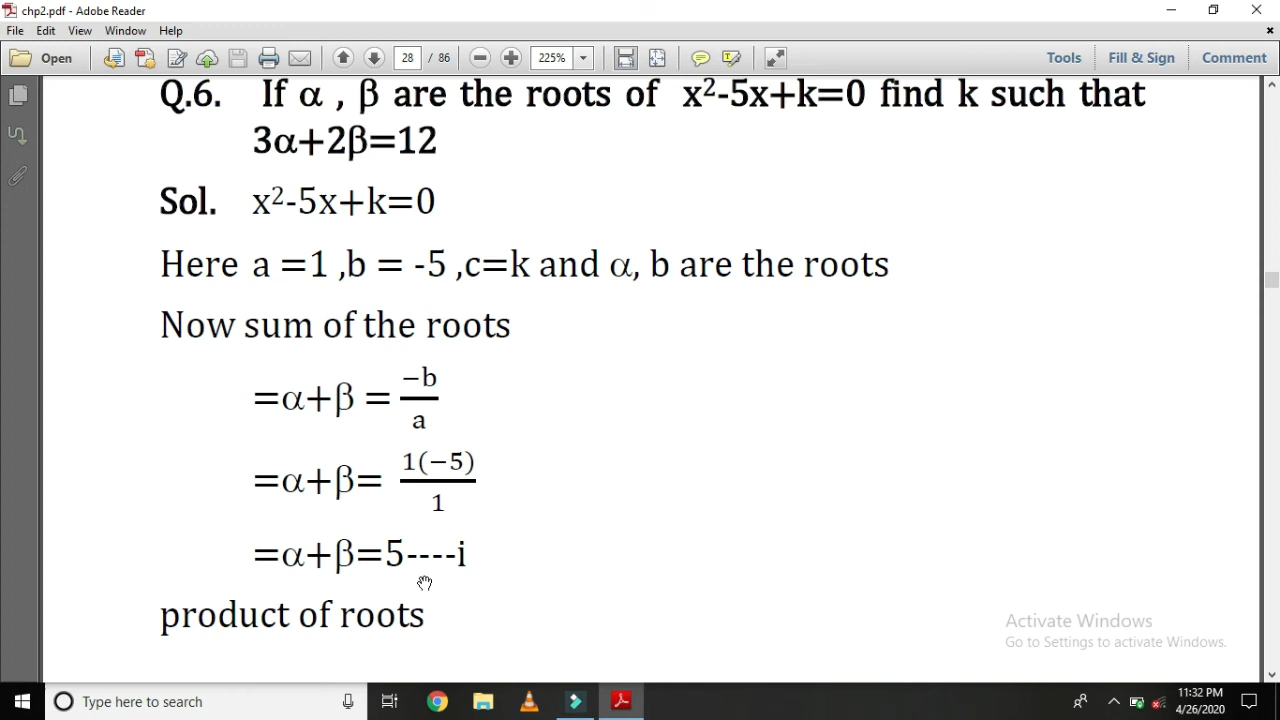 chp2.pdf - Adobe Reader
File Edit View Window Help
Open 28 / 86 225% Tools Fill & Sign Comment
Q.6. If α , β are the roots of x²-5x+k=0 find k such that
3α+2β=12
Sol. x²-5x+k=0
Here a =1 ,b = -5 ,c=k and α, b are the roots
Now sum of the roots
=α+β = −b/a
=α+β= 1(−5)/1
=α+β=5----i
product of roots
Activate Windows
Go to Settings to activate Windows.
Type here to search
11:32 PM
4/26/2020